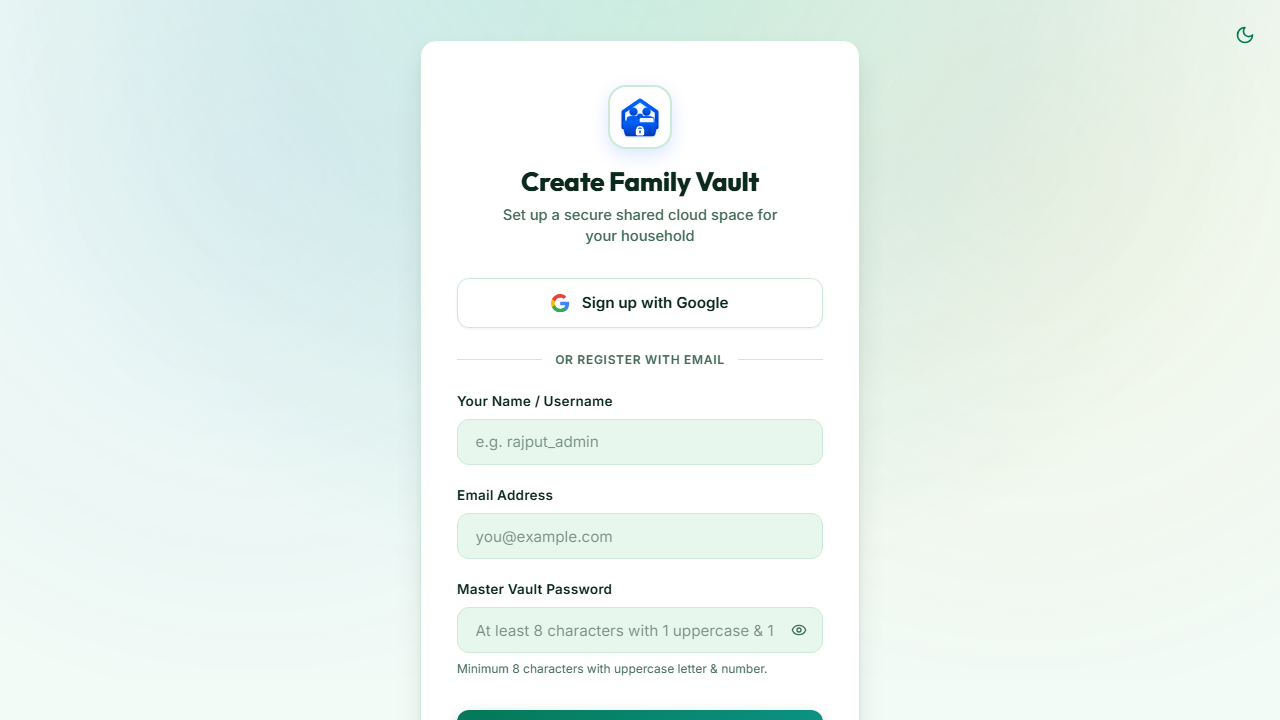 Create Family Vault
Set up a secure shared cloud space for
your household
Sign up with Google
OR REGISTER WITH EMAIL
Your Name / Username
e.g. rajput_admin
Email Address
you@example.com
Master Vault Password
At least 8 characters with 1 uppercase & 1
Minimum 8 characters with uppercase letter & number.